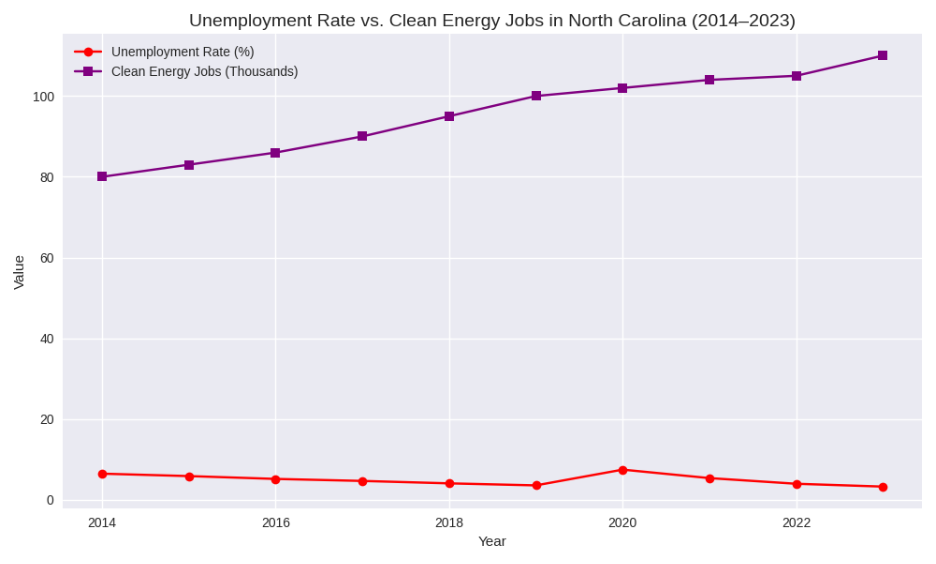 Unemployment Rate vs. Clean Energy Jobs in North Carolina (2014–2023)
Unemployment Rate (%)
Clean Energy Jobs (Thousands)
100
80
60
40
20
0
Value
2014 2016 2018 2020 2022
Year